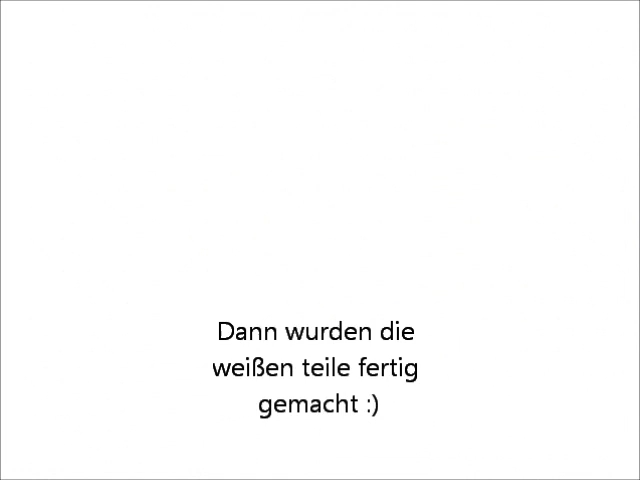 Dann wurden die
weißen teile fertig
gemacht :)